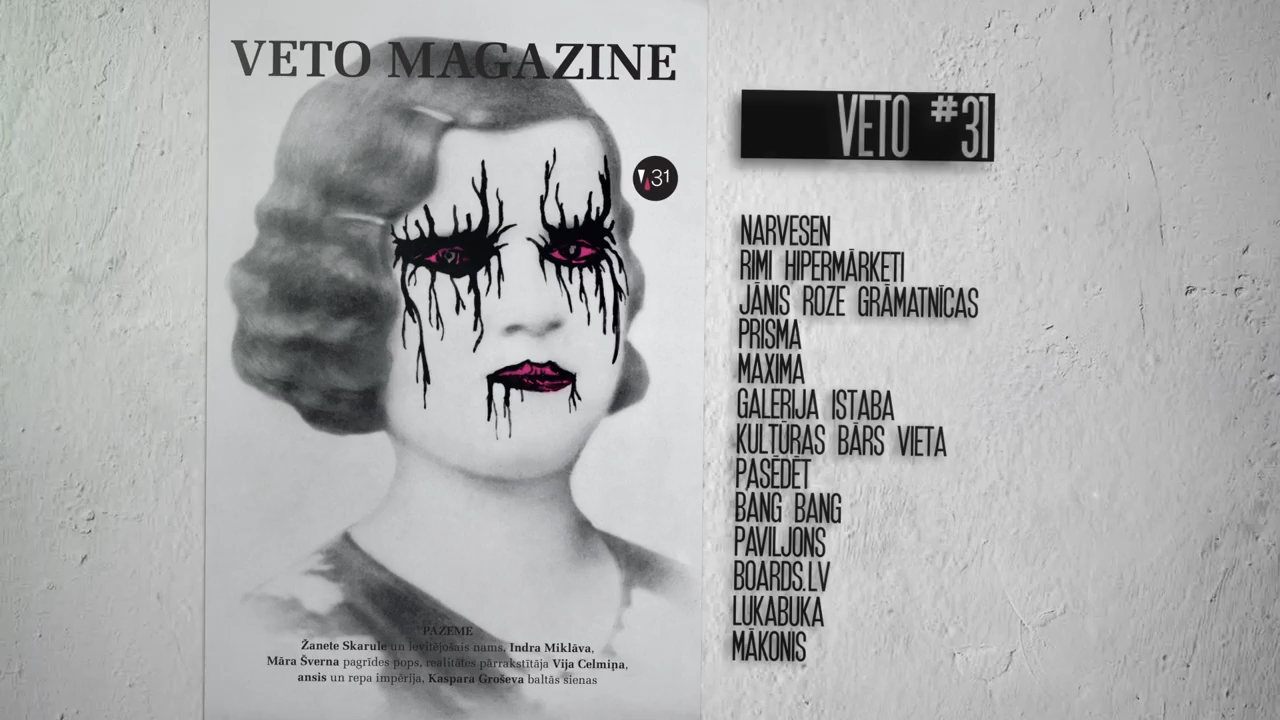 VETO MAGAZINE
31
PAZEME
Žanete Skarule un levitējošais nams, Indra Miklāva,
Māra Šverna pagrīdes pops, realitātes pārrakstītāja Vija Celmiņa,
ansis un repa impērija, Kaspara Groševa baltās sienas
VETO #31
NARVESEN
RIMI HIPERMĀRKETI
JĀNIS ROZE GRĀMATNĪCAS
PRISMA
MAXIMA
GALERIJA ISTABA
KULTŪRAS BĀRS VIETA
PASĒDĒT
BANG BANG
PAVILJONS
BOARDS.LV
LUKABUKA
MĀKONIS